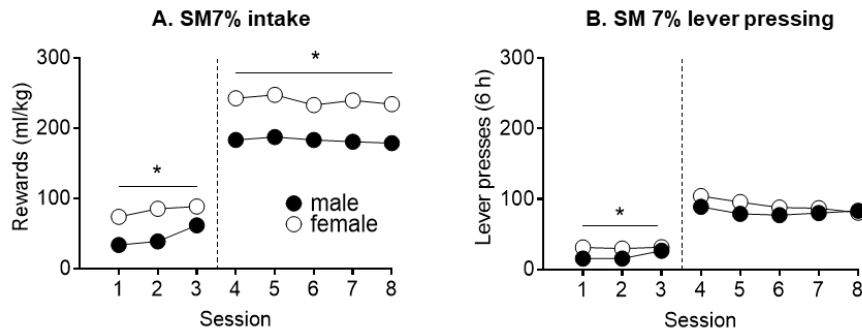 A. SM7% intake
Rewards (ml/kg)
300
200
100
0
*
*
male
female
1 2 3 4 5 6 7 8
Session
B. SM 7% lever pressing
Lever presses (6 h)
300
200
100
0
*
1 2 3 4 5 6 7 8
Session